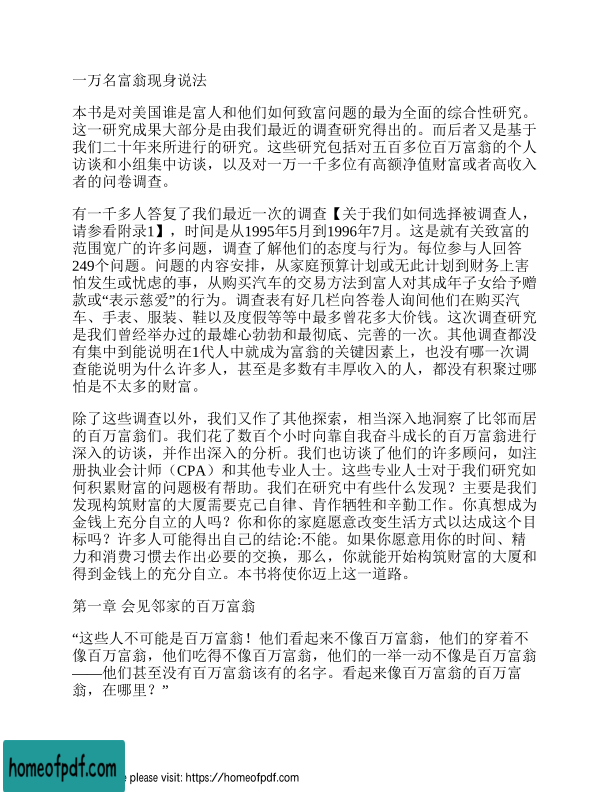 一万名富翁现身说法
本书是对美国谁是富人和他们如何致富问题的最为全面的综合性研究。
这一研究成果大部分是由我们最近的调查研究得出的。而后者又是基于
我们二十年来所进行的研究。这些研究包括对五百多位百万富翁的个人
访谈和小组集中访谈，以及对一万一千多位有高额净值财富或者高收入
者的问卷调查。
有一千多人答复了我们最近一次的调查【关于我们如何选择被调查人，
请参看附录1】，时间是从1995年5月到1996年7月。这是就有关致富的
范围宽广的许多问题，调查了解他们的态度与行为。每位参与人回答
249个问题。问题的内容安排，从家庭预算计划或无此计划到财务上害
怕发生或忧虑的事，从购买汽车的交易方法到富人对其成年子女给予赠
款或“表示慈爱”的行为。调查表有好几栏向答卷人询间他们在购买汽
车、手表、服装、鞋以及度假等等中最多曾花多大价钱。这次调查研究
是我们曾经举办过的最雄心勃勃和最彻底、完善的一次。其他调查都没
有集中到能说明在1代人中就成为富翁的关键因素上，也没有哪一次调
查能说明为什么许多人，甚至是多数有丰厚收入的人，都没有积聚过哪
怕是不太多的财富。
除了这些调查以外，我们又作了其他探索，相当深入地洞察了比邻而居
的百万富翁们。我们花了数百个小时向靠自我奋斗成长的百万富翁进行
深入的访谈，并作出深入的分析。我们也访谈了他们的许多顾问，如注
册执业会计师（CPA）和其他专业人士。这些专业人士对于我们研究如
何积累财富的问题极有帮助。我们在研究中有些什么发现？主要是我们
发现构筑财富的大厦需要克己自律、肯作牺牲和辛勤工作。你真想成为
金钱上充分自立的人吗？你和你的家庭愿意改变生活方式以达成这个目
标吗？许多人可能得出自己的结论:不能。如果你愿意用你的时间、精
力和消费习惯去作出必要的交换，那么，你就能开始构筑财富的大厦和
得到金钱上的充分自立。本书将使你迈上这一道路。
第一章 会见邻家的百万富翁
“这些人不可能是百万富翁！他们看起来不像百万富翁，他们的穿着不
像百万富翁，他们吃得不像百万富翁，他们的一举一动不像是百万富翁
——他们甚至没有百万富翁该有的名字。看起来像百万富翁的百万富
翁，在哪里？”
homeofpdf.com
e please visit: https://homeofpdf.com